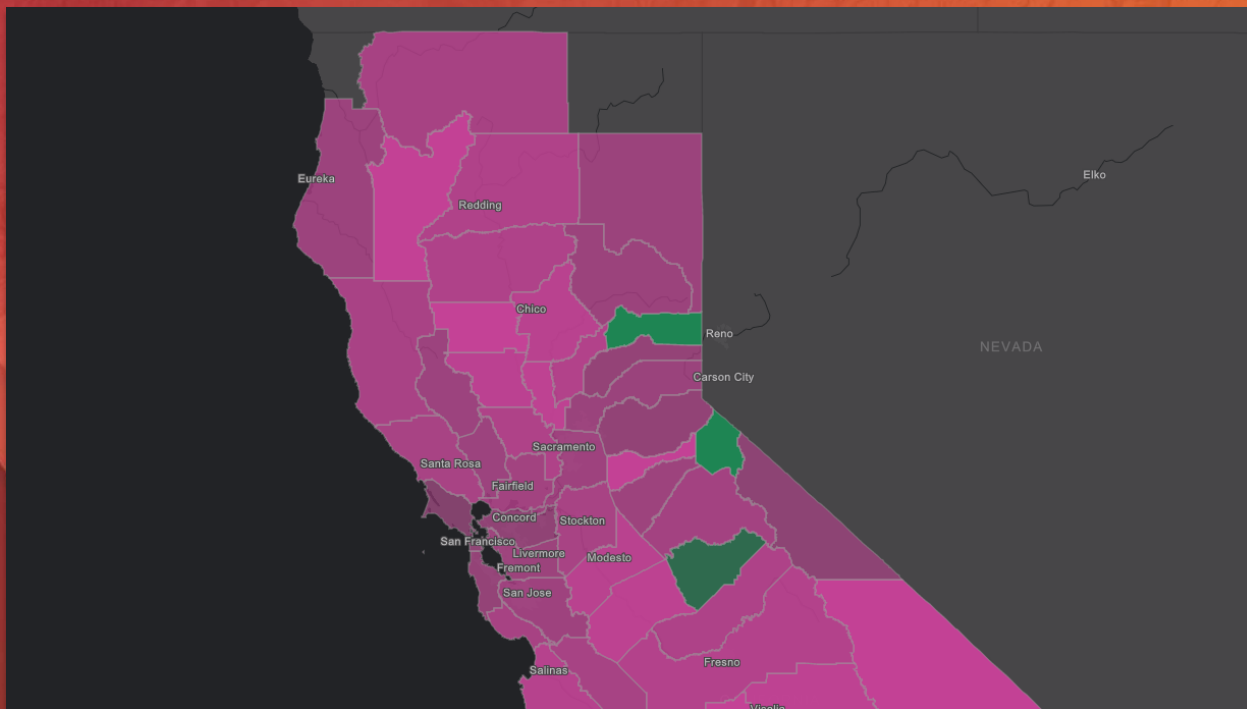 Eureka
Elko
Redding
Chico
Reno
NEVADA
Carson City
Sacramento
Santa Rosa
Fairfield
Concord
Stockton
San Francisco
Livermore
Modesto
Fremont
San Jose
Fresno
Salinas
Visalia